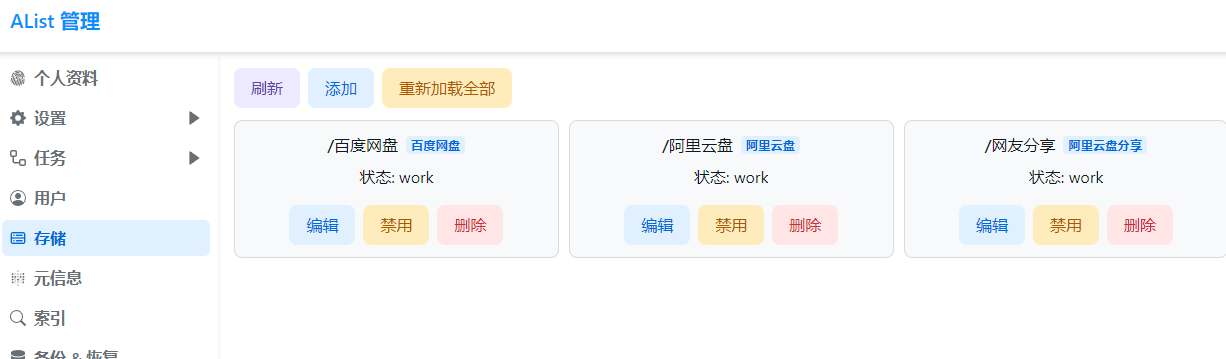 AList 管理
个人资料
设置
任务
用户
存储
元信息
索引
备份 & 恢复
刷新 添加 重新加载全部
/百度网盘 百度网盘
状态: work
编辑 禁用 删除
/阿里云盘 阿里云盘
状态: work
编辑 禁用 删除
/网友分享 阿里云盘分享
状态: work
编辑 禁用 删除